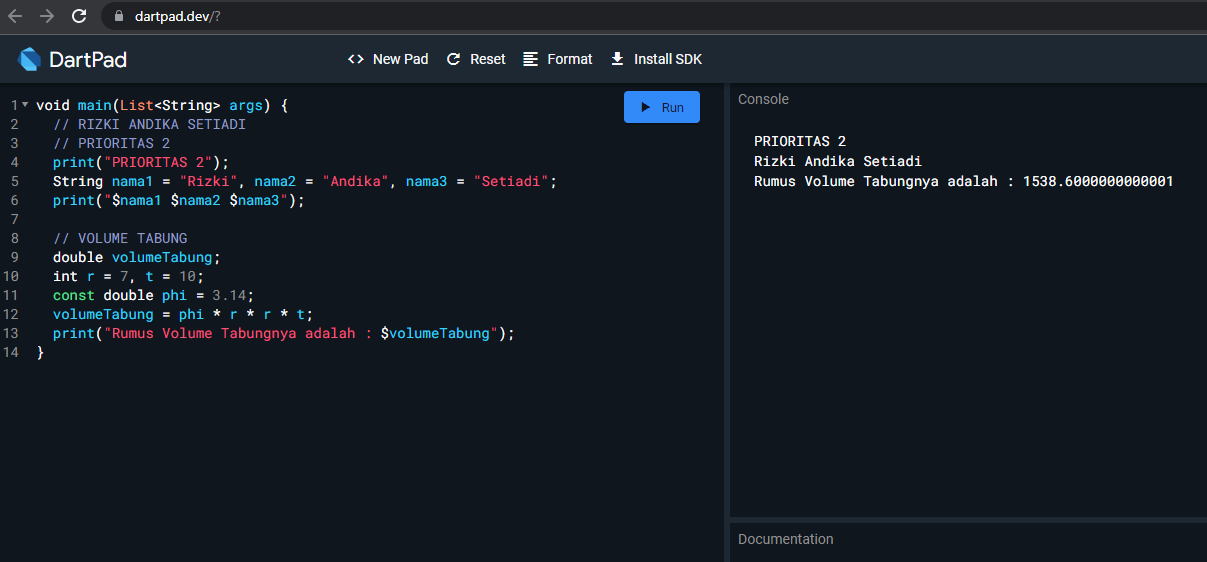 dartpad.dev/?
DartPad
<> New Pad Reset Format Install SDK
1 void main(List<String> args) {
2 // RIZKI ANDIKA SETIADI
3 // PRIORITAS 2
4 print("PRIORITAS 2");
5 String nama1 = "Rizki", nama2 = "Andika", nama3 = "Setiadi";
6 print("$nama1 $nama2 $nama3");
7
8 // VOLUME TABUNG
9 double volumeTabung;
10 int r = 7, t = 10;
11 const double phi = 3.14;
12 volumeTabung = phi * r * r * t;
13 print("Rumus Volume Tabungnya adalah : $volumeTabung");
14 }
Run
Console
PRIORITAS 2
Rizki Andika Setiadi
Rumus Volume Tabungnya adalah : 1538.6000000000001
Documentation